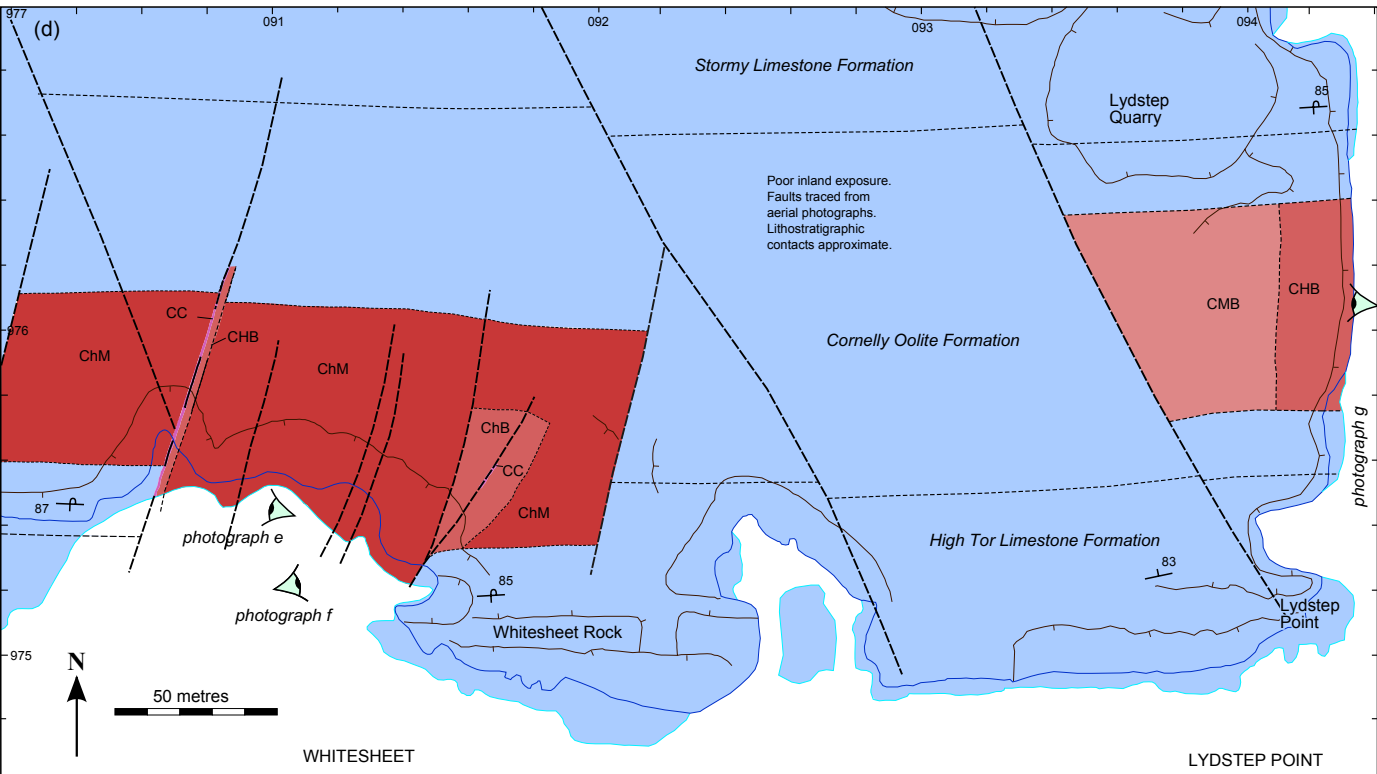 977
091
092
093
094
(d)
Stormy Limestone Formation
85
Lydstep
Quarry
Poor inland exposure.
Faults traced from
aerial photographs.
Lithostratigraphic
contacts approximate.
CC
CHB
976
ChM
ChM
Cornelly Oolite Formation
CMB
CHB
ChB
CC
ChM
photograph g
87
photograph e
High Tor Limestone Formation
83
85
photograph f
Lydstep
Point
Whitesheet Rock
975
N
50 metres
WHITESHEET
LYDSTEP POINT